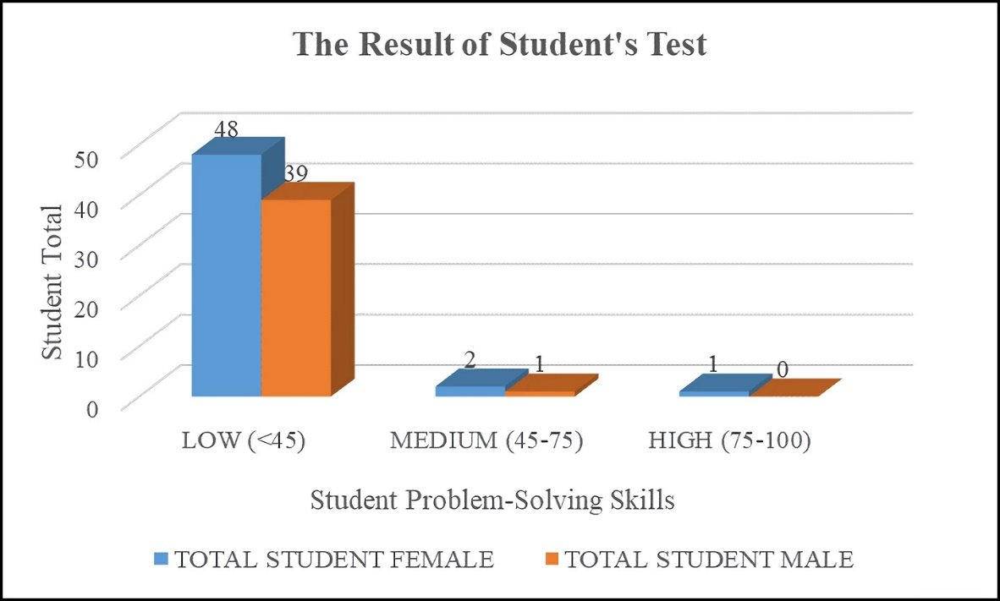 The Result of Student's Test
48
39
2
1
1
0
50
40
30
20
10
0
Student Total
LOW (<45)
MEDIUM (45-75)
HIGH (75-100)
Student Problem-Solving Skills
TOTAL STUDENT FEMALE
TOTAL STUDENT MALE